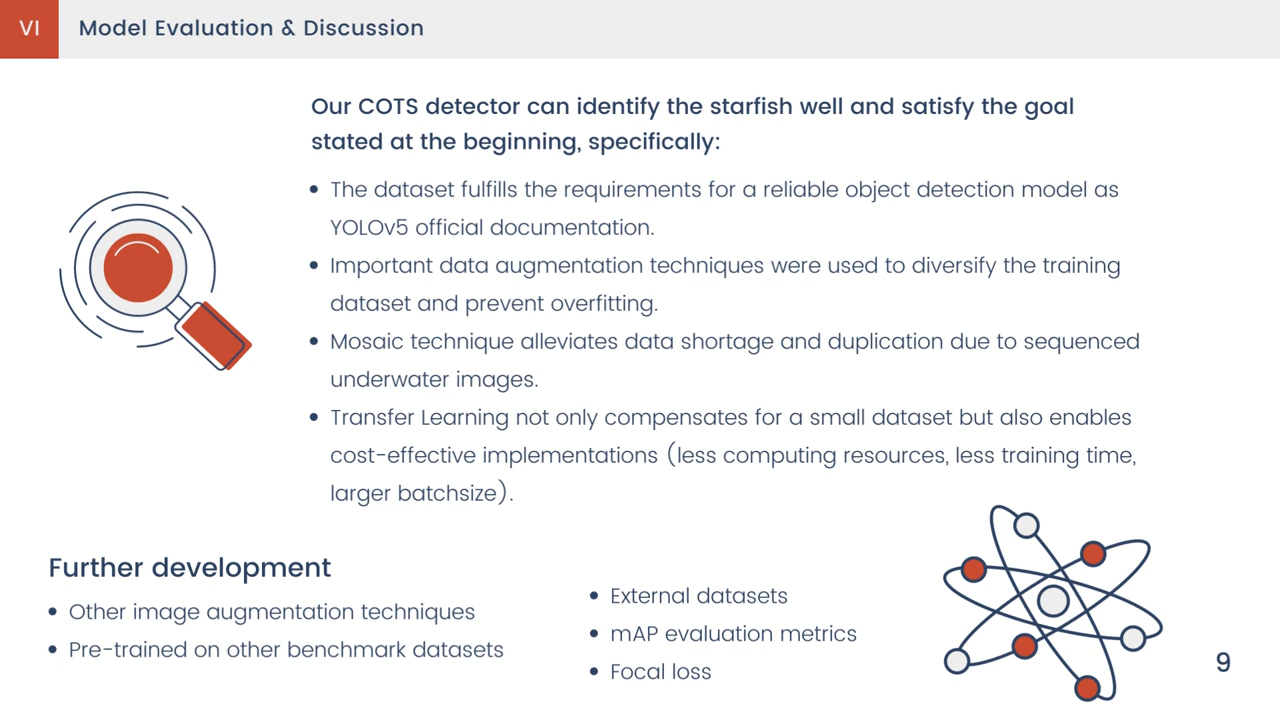 VI
Model Evaluation & Discussion
Our COTS detector can identify the starfish well and satisfy the goal
stated at the beginning, specifically:
• The dataset fulfills the requirements for a reliable object detection model as
YOLOv5 official documentation.
• Important data augmentation techniques were used to diversify the training
dataset and prevent overfitting.
• Mosaic technique alleviates data shortage and duplication due to sequenced
underwater images.
• Transfer Learning not only compensates for a small dataset but also enables
cost-effective implementations (less computing resources, less training time,
larger batchsize).
Further development
• Other image augmentation techniques
• Pre-trained on other benchmark datasets
• External datasets
• mAP evaluation metrics
• Focal loss
9